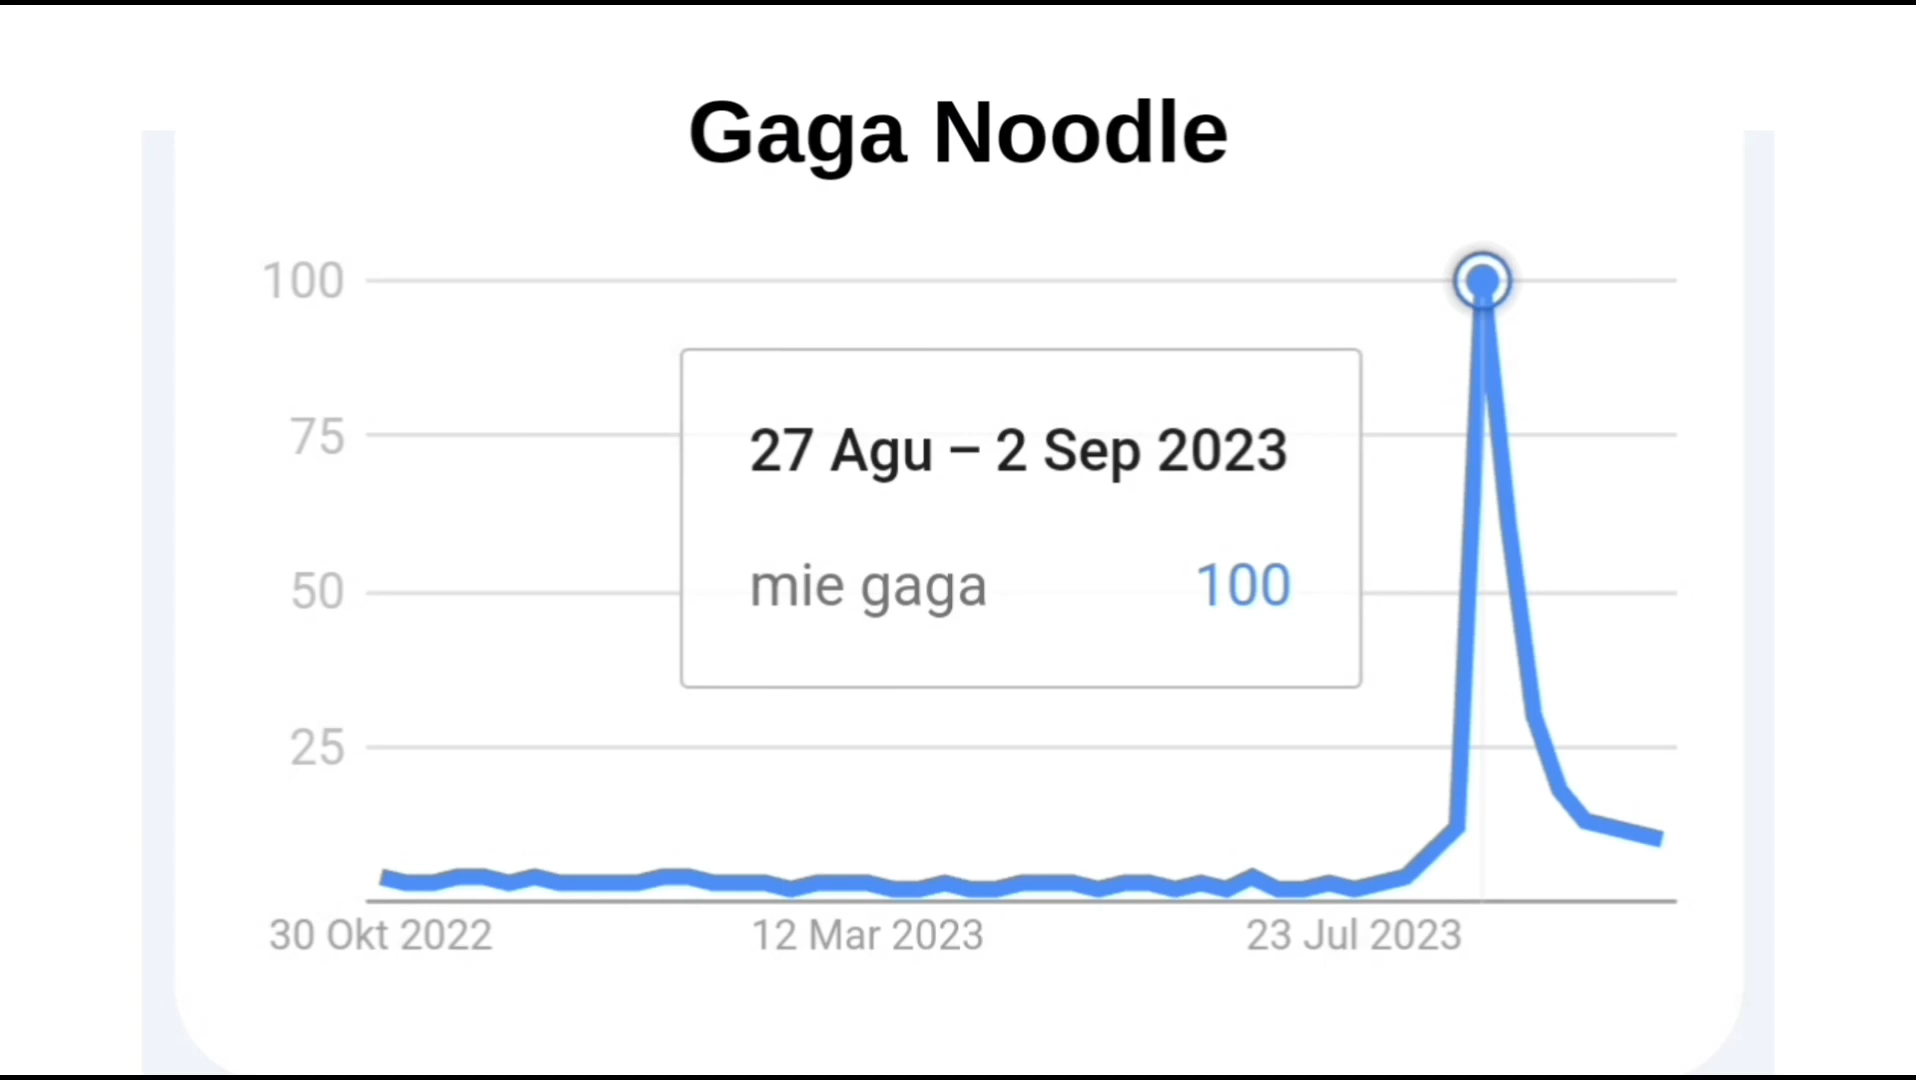 Gaga Noodle
100
75
50
25
27 Agu – 2 Sep 2023
mie gaga 100
30 Okt 2022 12 Mar 2023 23 Jul 2023